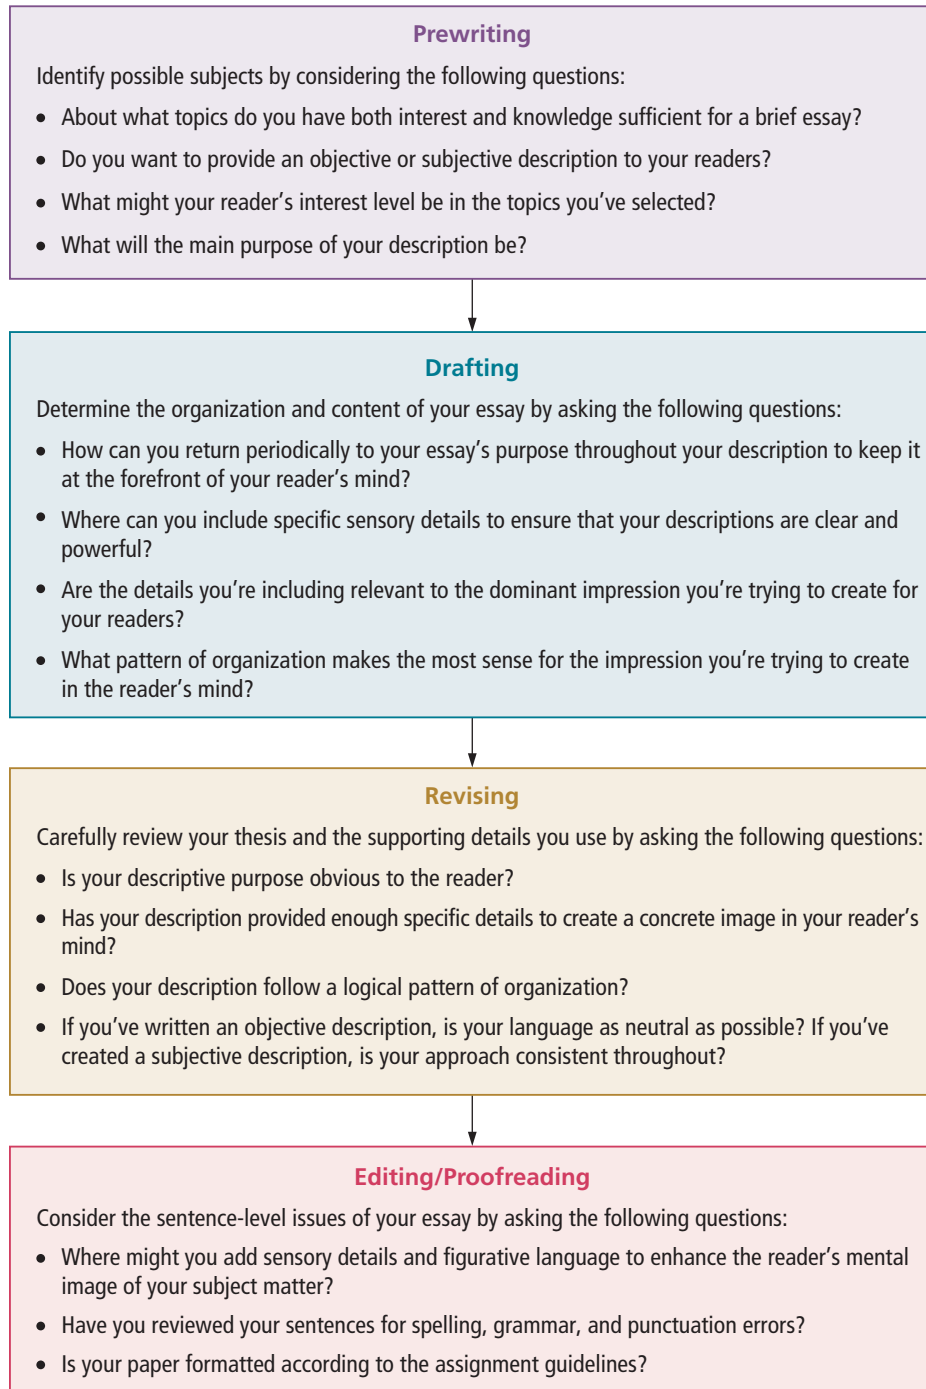 Prewriting
Identify possible subjects by considering the following questions:
• About what topics do you have both interest and knowledge sufficient for a brief essay?
• Do you want to provide an objective or subjective description to your readers?
• What might your reader’s interest level be in the topics you’ve selected?
• What will the main purpose of your description be?
Drafting
Determine the organization and content of your essay by asking the following questions:
• How can you return periodically to your essay’s purpose throughout your description to keep it
at the forefront of your reader’s mind?
• Where can you include specific sensory details to ensure that your descriptions are clear and
powerful?
• Are the details you’re including relevant to the dominant impression you’re trying to create for
your readers?
• What pattern of organization makes the most sense for the impression you’re trying to create
in the reader’s mind?
Revising
Carefully review your thesis and the supporting details you use by asking the following questions:
• Is your descriptive purpose obvious to the reader?
• Has your description provided enough specific details to create a concrete image in your reader’s
mind?
• Does your description follow a logical pattern of organization?
• If you’ve written an objective description, is your language as neutral as possible? If you’ve
created a subjective description, is your approach consistent throughout?
Editing/Proofreading
Consider the sentence-level issues of your essay by asking the following questions:
• Where might you add sensory details and figurative language to enhance the reader’s mental
image of your subject matter?
• Have you reviewed your sentences for spelling, grammar, and punctuation errors?
• Is your paper formatted according to the assignment guidelines?